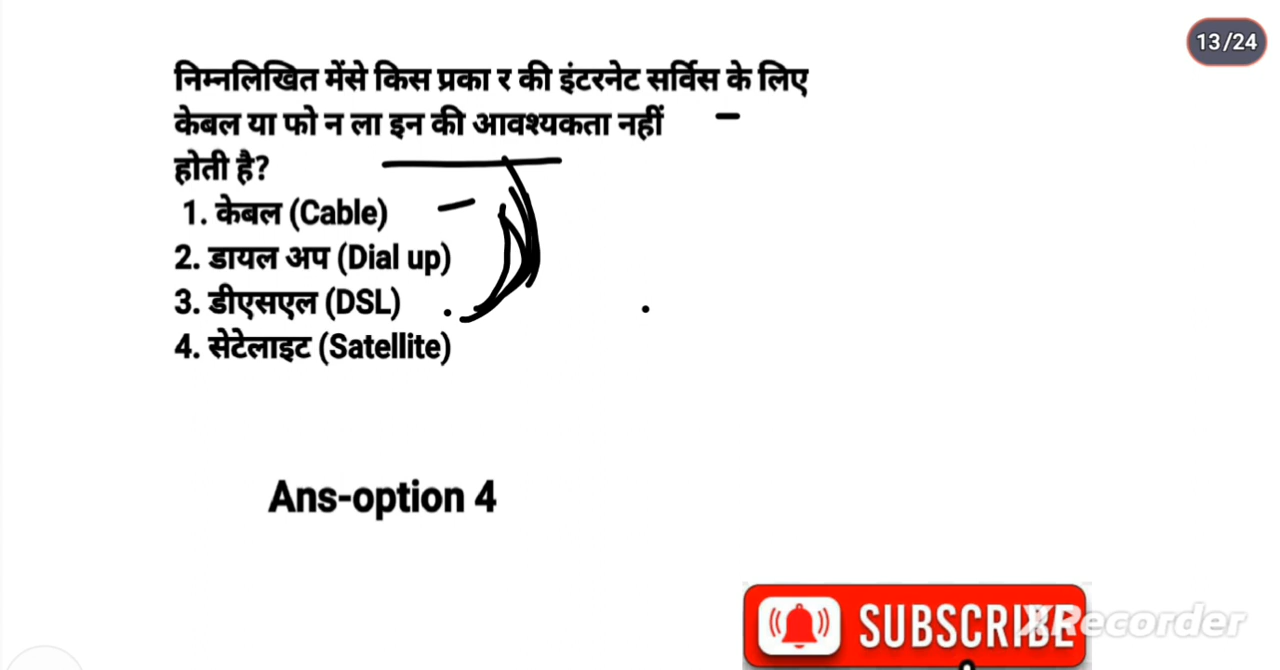 13/24
निम्नलिखित मेंसे किस प्रका र की इंटरनेट सर्विस के लिए
केबल या फो न ला इन की आवश्यकता नहीं
होती है?
1. केबल (Cable)
2. डायल अप (Dial up)
3. डीएसएल (DSL)
4. सेटेलाइट (Satellite)
Ans-option 4
SUBSCRIBE
XRecorder